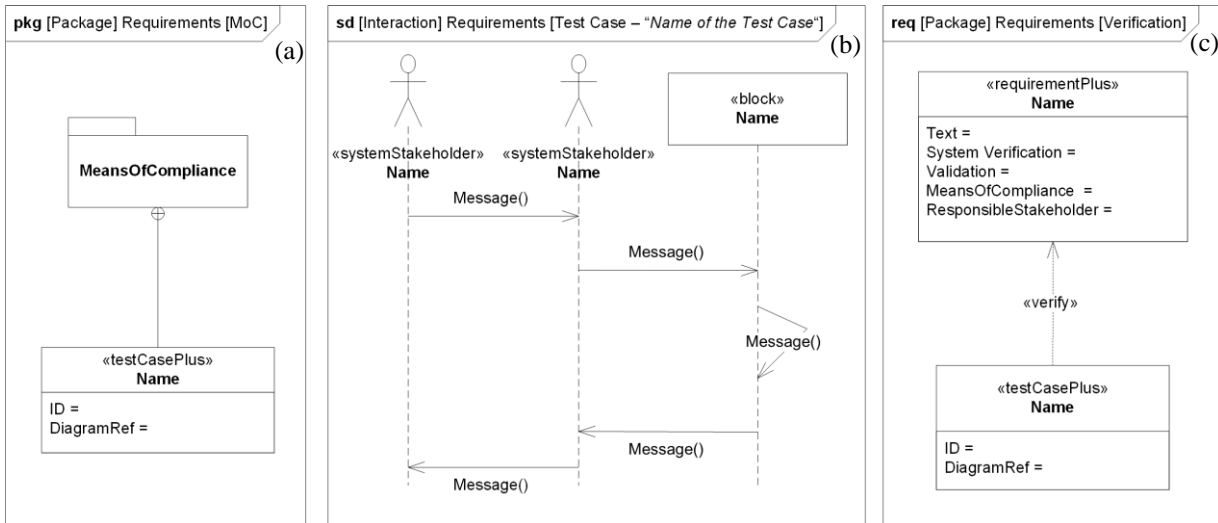 pkg [Package] Requirements [MoC]
(a)
MeansOfCompliance
«testCasePlus»
Name
ID =
DiagramRef =
sd [Interaction] Requirements [Test Case – “Name of the Test Case“]
(b)
«systemStakeholder»
Name
«systemStakeholder»
Name
«block»
Name
Message()
Message()
Message()
Message()
Message()
req [Package] Requirements [Verification]
(c)
«requirementPlus»
Name
Text =
System Verification =
Validation =
MeansOfCompliance =
ResponsibleStakeholder =
«verify»
«testCasePlus»
Name
ID =
DiagramRef =